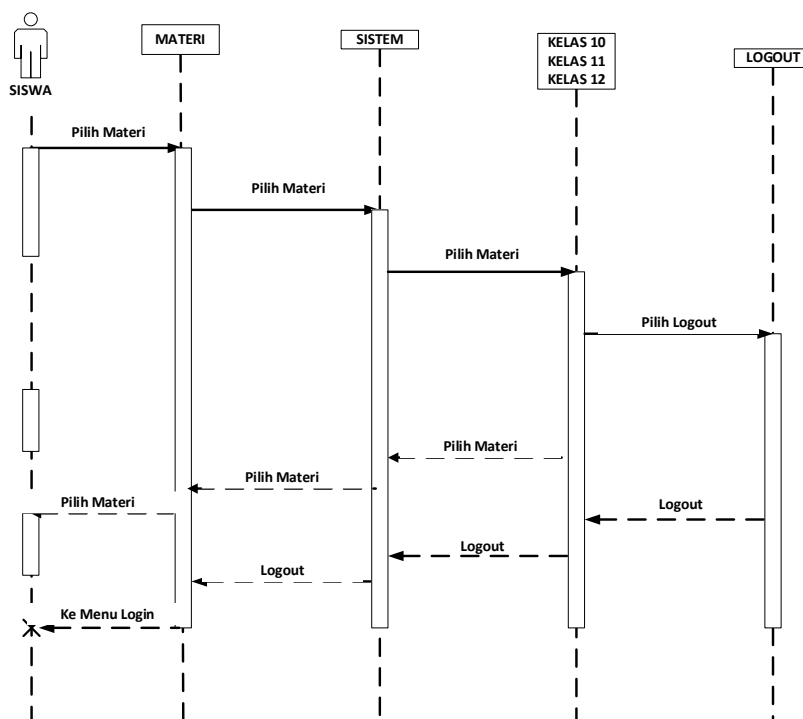 SISWA
MATERI
SISTEM
KELAS 10
KELAS 11
KELAS 12
LOGOUT
Pilih Materi
Pilih Materi
Pilih Materi
Pilih Logout
Pilih Materi
Pilih Materi
Pilih Materi
Logout
Logout
Logout
Ke Menu Login